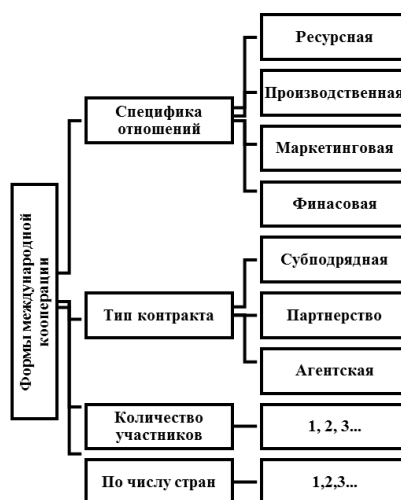 Формы международной
кооперации
Специфика
отношений
Ресурсная
Производственная
Маркетинговая
Финасовая
Тип контракта
Субподрядная
Партнерство
Агентская
Количество
участников
1, 2, 3...
По числу стран
1,2,3...